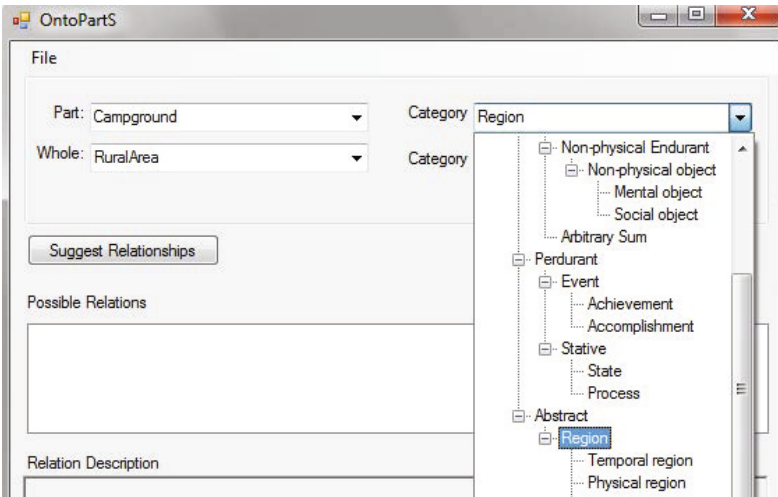 OntoPartS
File
Part: Campground
Category Region
Whole: RuralArea
Category
Non-physical Endurant
Non-physical object
Mental object
Social object
Arbitrary Sum
Perdurant
Event
Achievement
Accomplishment
Stative
State
Process
Abstract
Region
Temporal region
Physical region
Suggest Relationships
Possible Relations
Relation Description